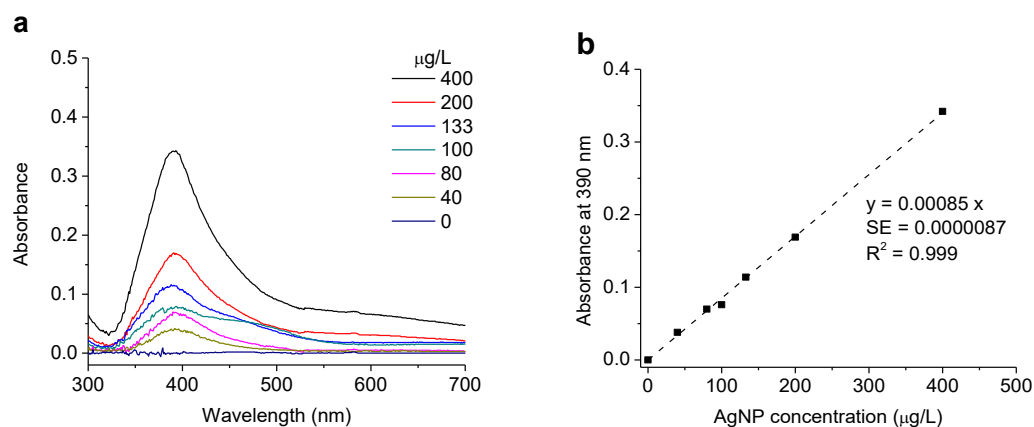 a
Absorbance
0.5
0.4
0.3
0.2
0.1
0.0
300
400
500
600
700
Wavelength (nm)
μg/L
400
200
133
100
80
40
0
b
Absorbance at 390 nm
0.4
0.3
0.2
0.1
0.0
0
100
200
300
400
500
AgNP concentration (μg/L)
y = 0.00085 x
SE = 0.0000087
R² = 0.999